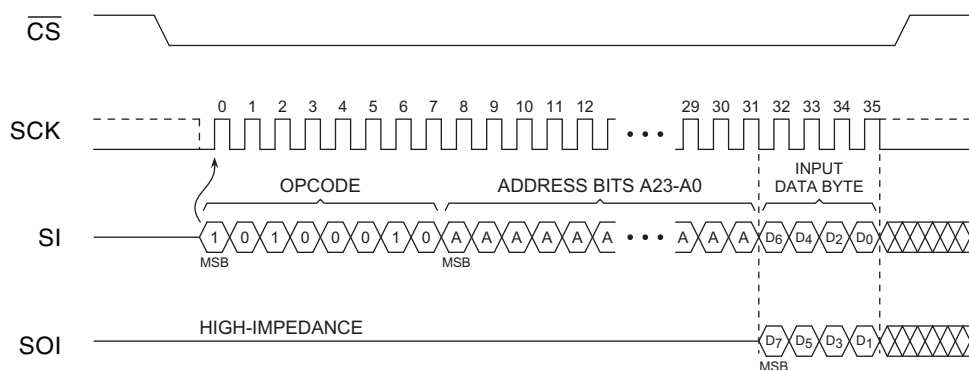 CS
0 1 2 3 4 5 6 7 8 9 10 11 12 29 30 31 32 33 34 35
SCK
INPUT
OPCODE ADDRESS BITS A23-A0 DATA BYTE
SI 1 0 1 0 0 0 1 0 A A A A A A • • • A A A D6 D4 D2 D0
MSB MSB
HIGH-IMPEDANCE
SOI D7 D5 D3 D1
MSB